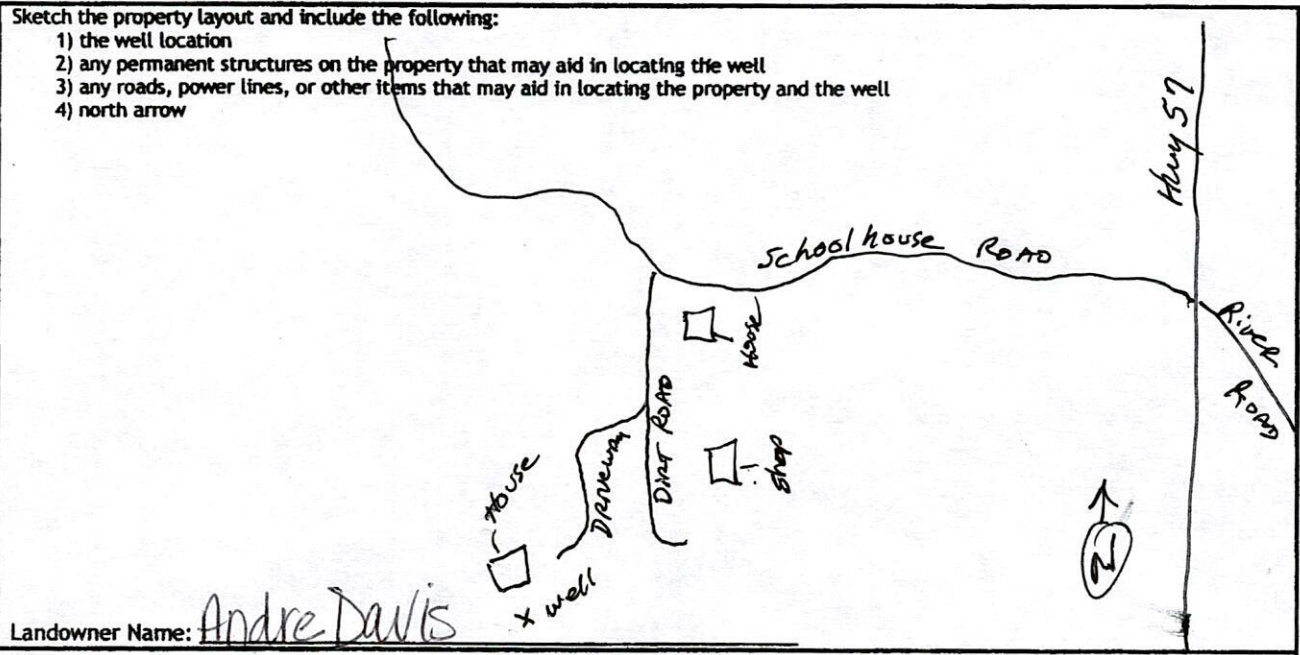 Sketch the property layout and include the following:
1) the well location
2) any permanent structures on the property that may aid in locating the well
3) any roads, power lines, or other items that may aid in locating the property and the well
4) north arrow
Hwy 57
Schoolhouse ROAD
River ROAD
House
DIRT ROAD
DRIVEWAY
Shop
House
x well
N
Landowner Name: Andre Davis